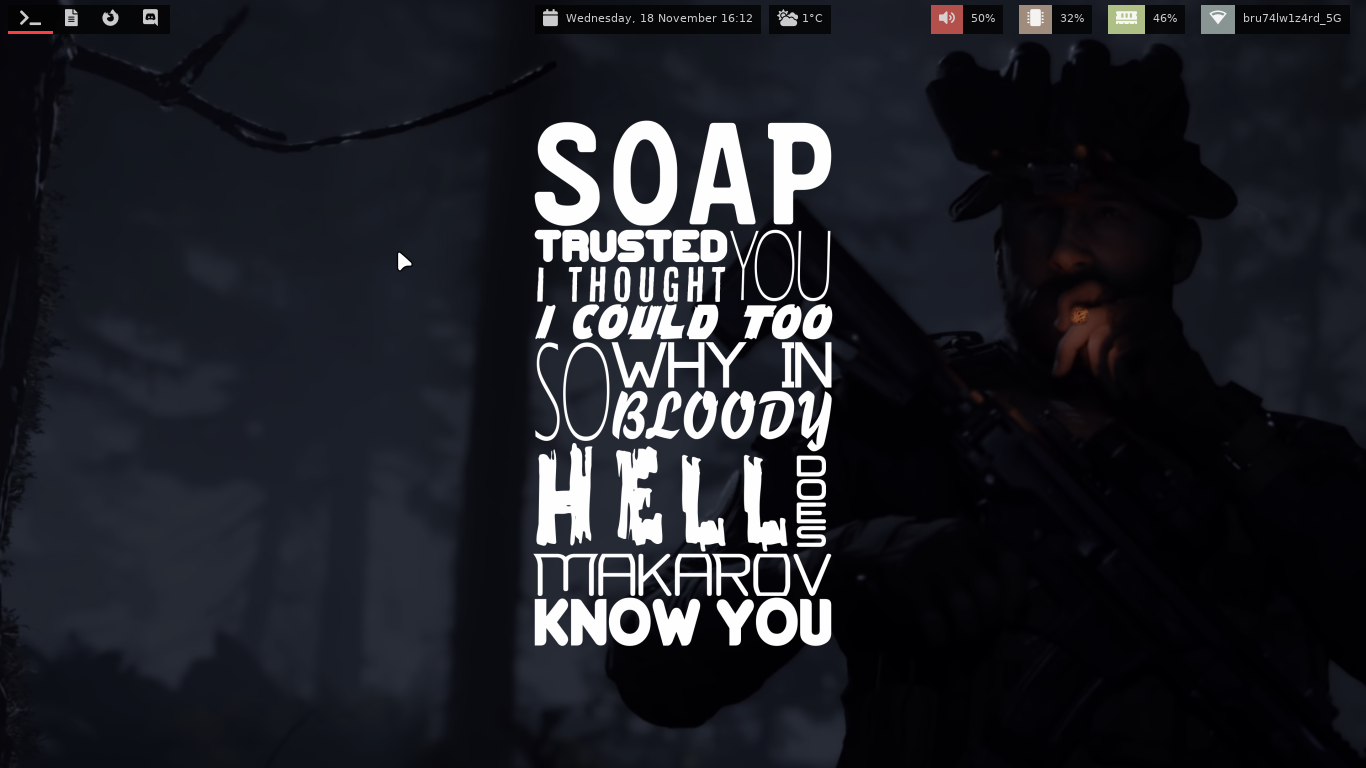 Wednesday, 18 November 16:12
1°C
50%
32%
46%
bru74lw1z4rd_5G
SOAP
TRUSTED YOU
I THOUGHT
I COULD TOO
SO WHY IN
BLOODY
HELL DOES
MAKAROV
KNOW YOU